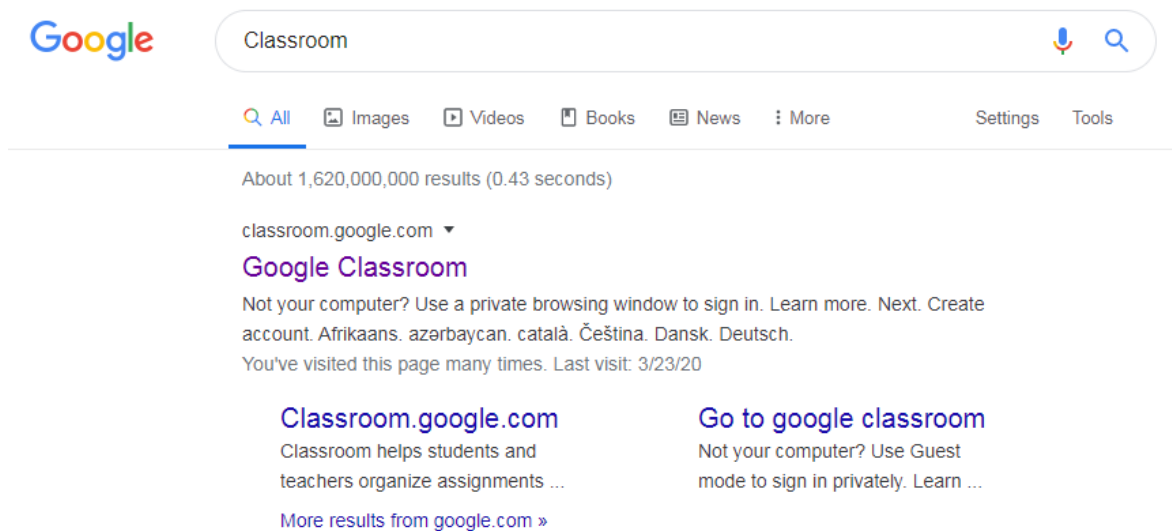 Google
Classroom
All Images Videos Books News More Settings Tools
About 1,620,000,000 results (0.43 seconds)
classroom.google.com
Google Classroom
Not your computer? Use a private browsing window to sign in. Learn more. Next. Create
account. Afrikaans. azərbaycan. català. Čeština. Dansk. Deutsch.
You've visited this page many times. Last visit: 3/23/20
Classroom.google.com
Classroom helps students and
teachers organize assignments ...
Go to google classroom
Not your computer? Use Guest
mode to sign in privately. Learn ...
More results from google.com »